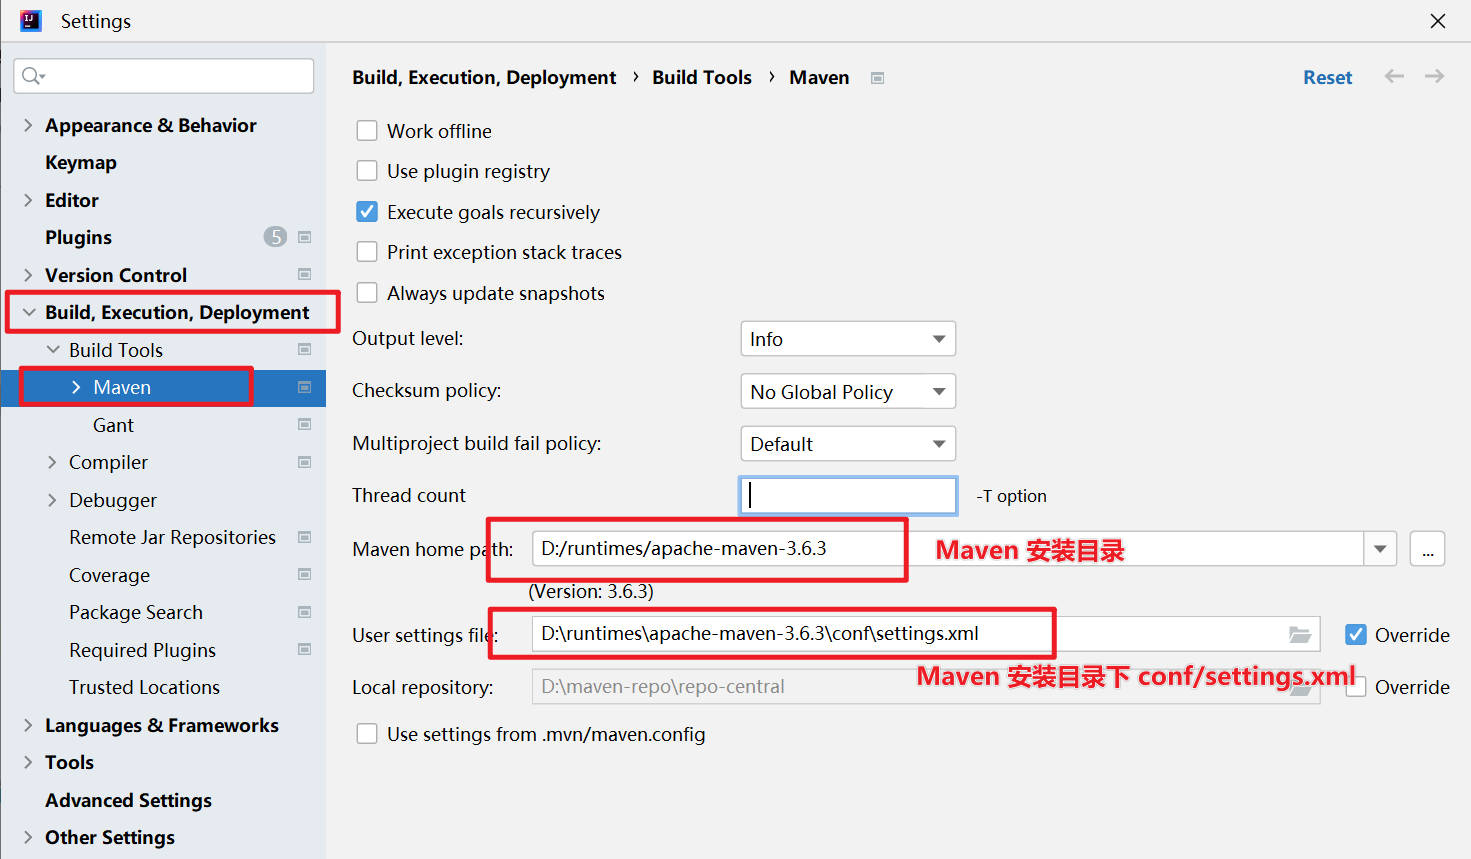 Settings
Build, Execution, Deployment › Build Tools › Maven
Reset
Appearance & Behavior
Keymap
Editor
Plugins 5
Version Control
Build, Execution, Deployment
Build Tools
Maven
Gant
Compiler
Debugger
Remote Jar Repositories
Coverage
Package Search
Required Plugins
Trusted Locations
Languages & Frameworks
Tools
Advanced Settings
Other Settings
Work offline
Use plugin registry
Execute goals recursively
Print exception stack traces
Always update snapshots
Output level: Info
Checksum policy: No Global Policy
Multiproject build fail policy: Default
Thread count -T option
Maven home path: D:/runtimes/apache-maven-3.6.3 Maven 安装目录 ...
(Version: 3.6.3)
User settings file: D:\runtimes\apache-maven-3.6.3\conf\settings.xml Override
Maven 安装目录下 conf/settings.xml
Local repository: D:\maven-repo\repo-central Override
Use settings from .mvn/maven.config